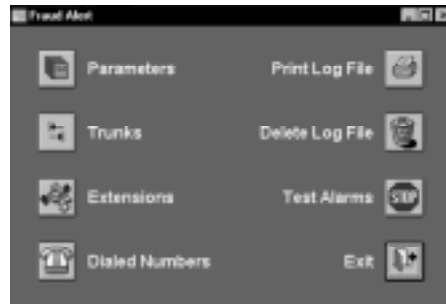 Fraud Alert
Parameters
Print Log File
Trunks
Delete Log File
Extensions
Test Alarms
STOP
Dialed Numbers
Exit